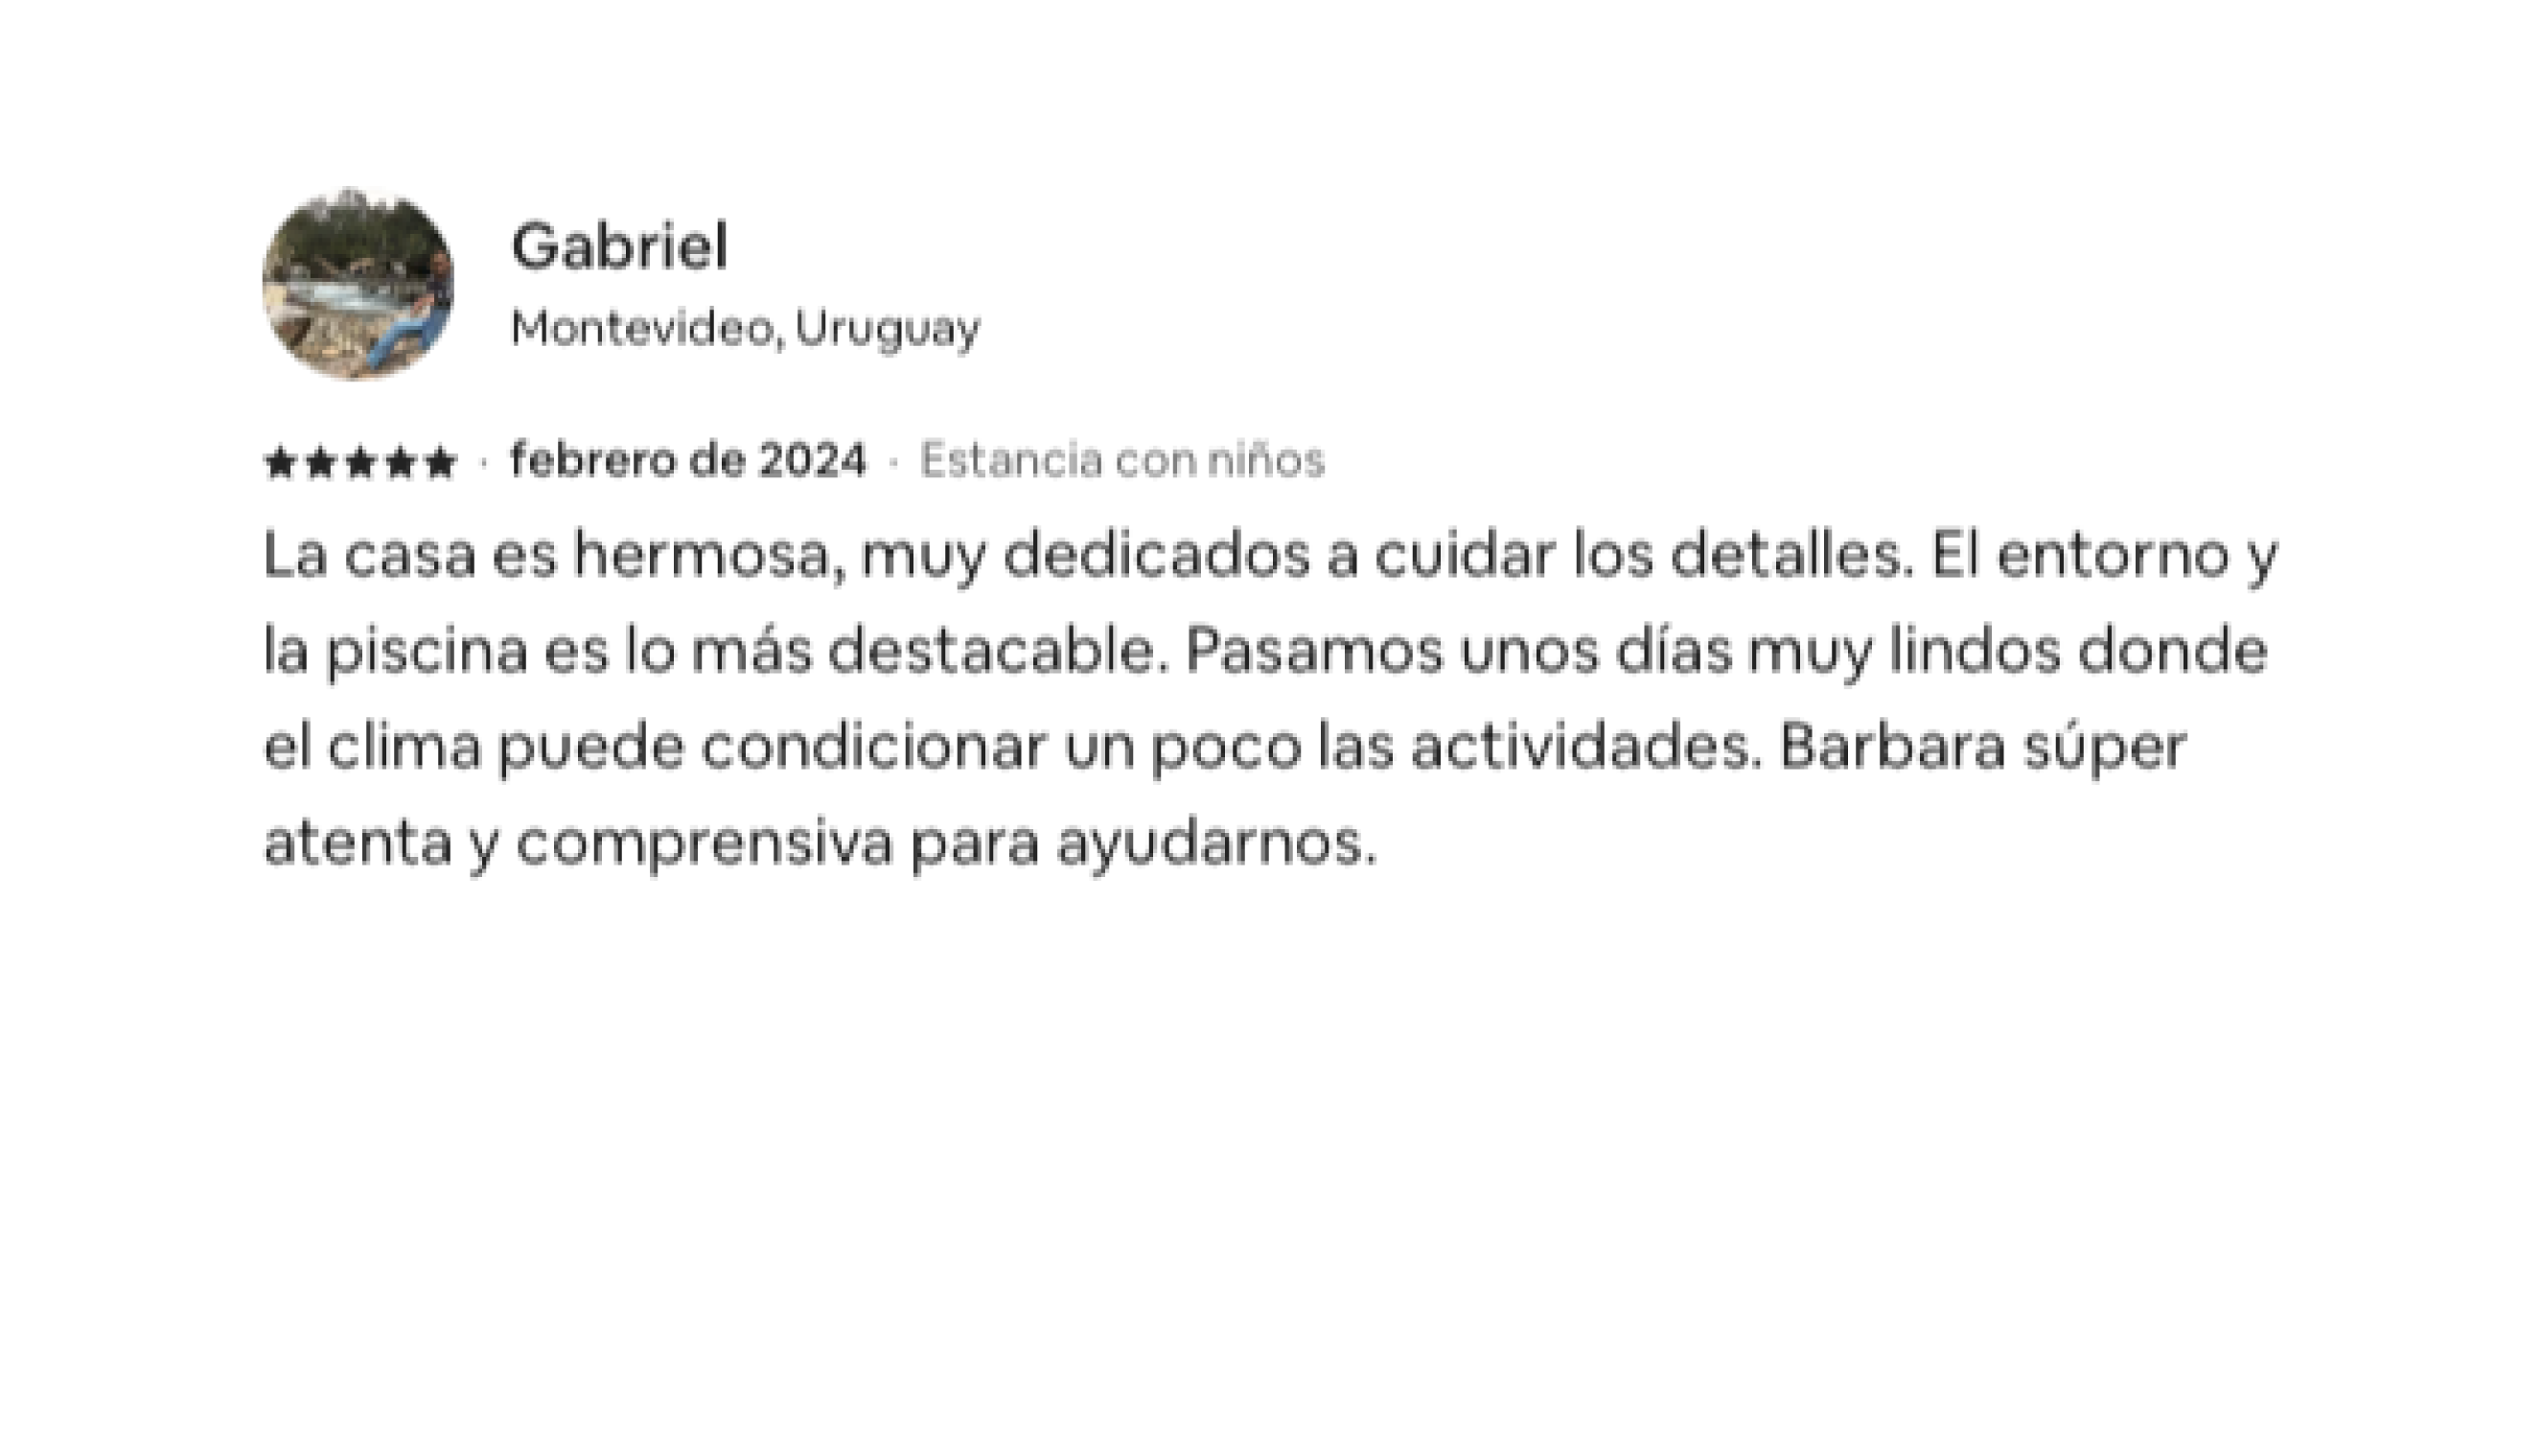 Gabriel
Montevideo, Uruguay
★★★★★ · febrero de 2024 · Estancia con niños
La casa es hermosa, muy dedicados a cuidar los detalles. El entorno y
la piscina es lo más destacable. Pasamos unos días muy lindos donde
el clima puede condicionar un poco las actividades. Barbara súper
atenta y comprensiva para ayudarnos.